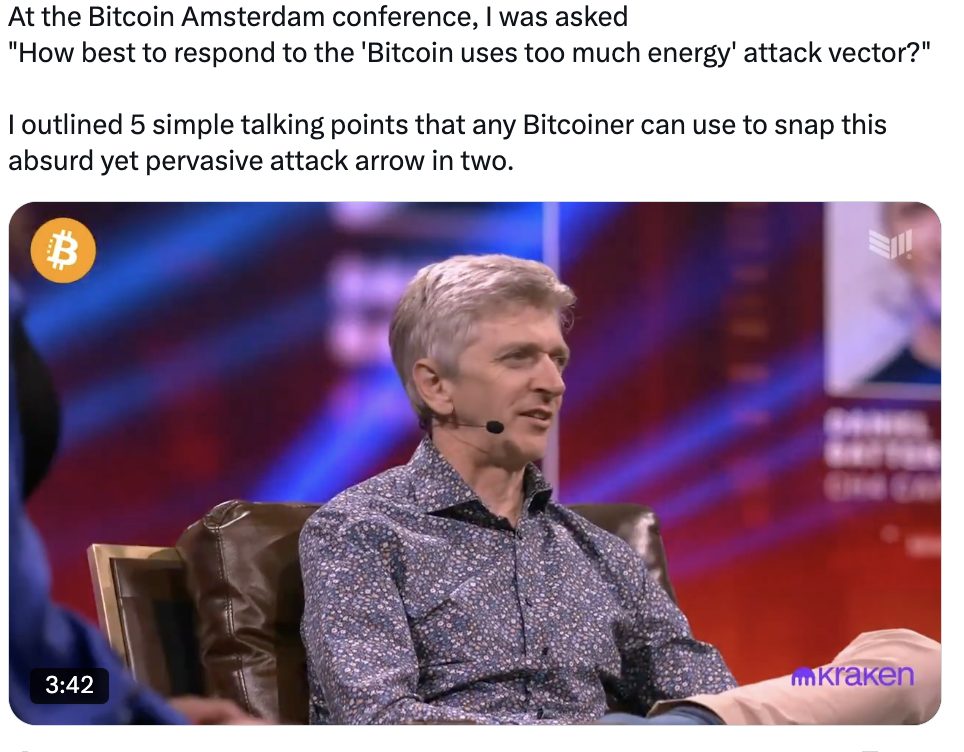 At the Bitcoin Amsterdam conference, I was asked
"How best to respond to the 'Bitcoin uses too much energy' attack vector?"
I outlined 5 simple talking points that any Bitcoiner can use to snap this
absurd yet pervasive attack arrow in two.
DANIEL
3:42
kraken